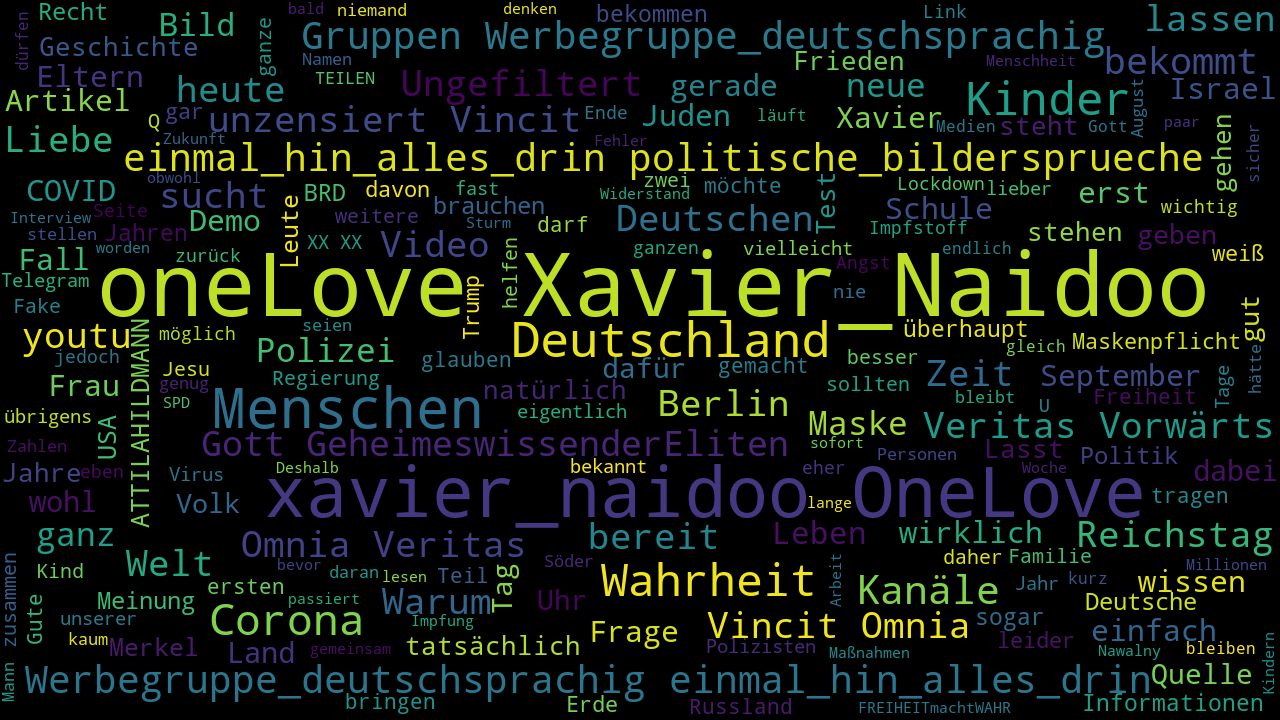 Recht
Bild
ganze
bald
niemand
denken
bekommen
Link
lassen
dürfen
Geschichte
Namen
Gruppen Werbegruppe_deutschsprachig
Frieden
Menschheit
bekommt
Eltern
heute
TEILEN
Ungefiltert
gerade
neue
Kinder
Israel
Artikel
Q
gar
unzensiert Vincit
Ende
Juden
läuft
Xavier
Medien
steht
Gott
August
paar
Liebe
Zukunft
Fehler
gehen
sicher
einmal_hin_alles_drin politische_bildersprueche
obwohl
COVID
sucht
BRD
davon
fast
zwei
möchte
Test
Lockdown
lieber
erst
wichtig
Widerstand
Interview
Seite
Demo
Leute
weitere
brauchen
Sturm
darf
Deutschen
Schule
stellen
Jahren
Impfstoff
stehen
geben
worden
zurück
XX XX
Video
helfen
ganzen
vielleicht
endlich
weiß
Fall
Angst
Telegram
oneLove Xavier_Naidoo
Trump
nie
Fake
gut
youtu
ATTILAHILDMANN
möglich
seien
Deutschland
überhaupt
gleich
Maskenpflicht
hätte
jedoch
Polizei
glauben
dafür
gemacht
besser
Jesu
genug
Regierung
natürlich
sollten
Zeit
September
Tage
Frau
SPD
Menschen
eigentlich
Berlin
bleibt
U
Freiheit
übrigens
USA
Maske
Veritas Vorwärts
Zahlen
Gott GeheimeswissenderEliten
sofort
Personen
Lasst
Politik
Jahre
eben
Virus
Deshalb
bekannt
eher
Woche
dabei
wohl
Volk
xavier_naidoo OneLove
lange
tragen
ganz
Omnia Veritas
bereit
Leben
wirklich
Reichstag
zusammen
Kind
Welt
bevor
daran
lesen
Teil
Söder
Arbeit
daher
Familie
Millionen
ersten
Tag
Wahrheit
Kanäle
Jahr
kurz
wissen
Gute
Meinung
passiert
Warum
Uhr
Deutsche
unserer
Corona
Impfung
Frage
Vincit Omnia
sogar
einfach
kaum
Merkel
Land
gemeinsam
tatsächlich
Polizisten
Maßnahmen
leider
Nawalny
bleiben
Kindern
Mann
Werbegruppe_deutschsprachig einmal_hin_alles_drin
Quelle
bringen
Erde
Russland
FREIHEITmachtWAHR
Informationen